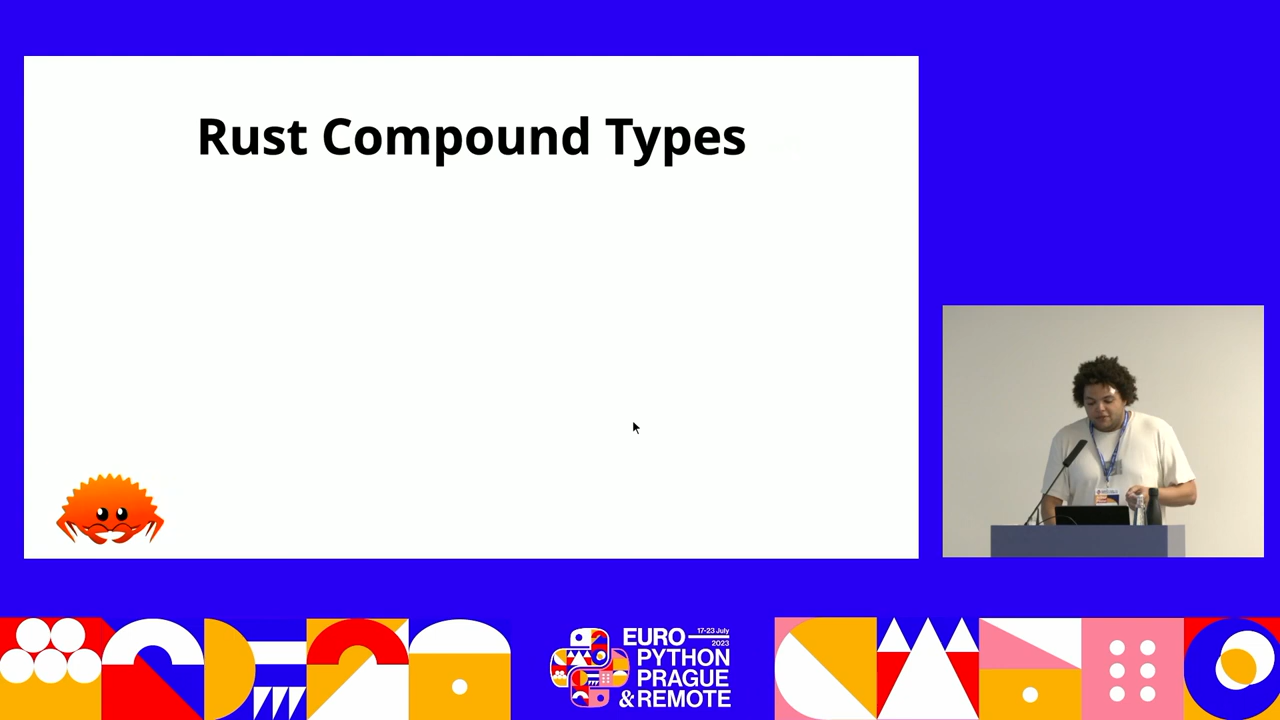 Rust Compound Types
EURO
17-23 July
2023
PYTHON
PRAGUE
& REMOTE